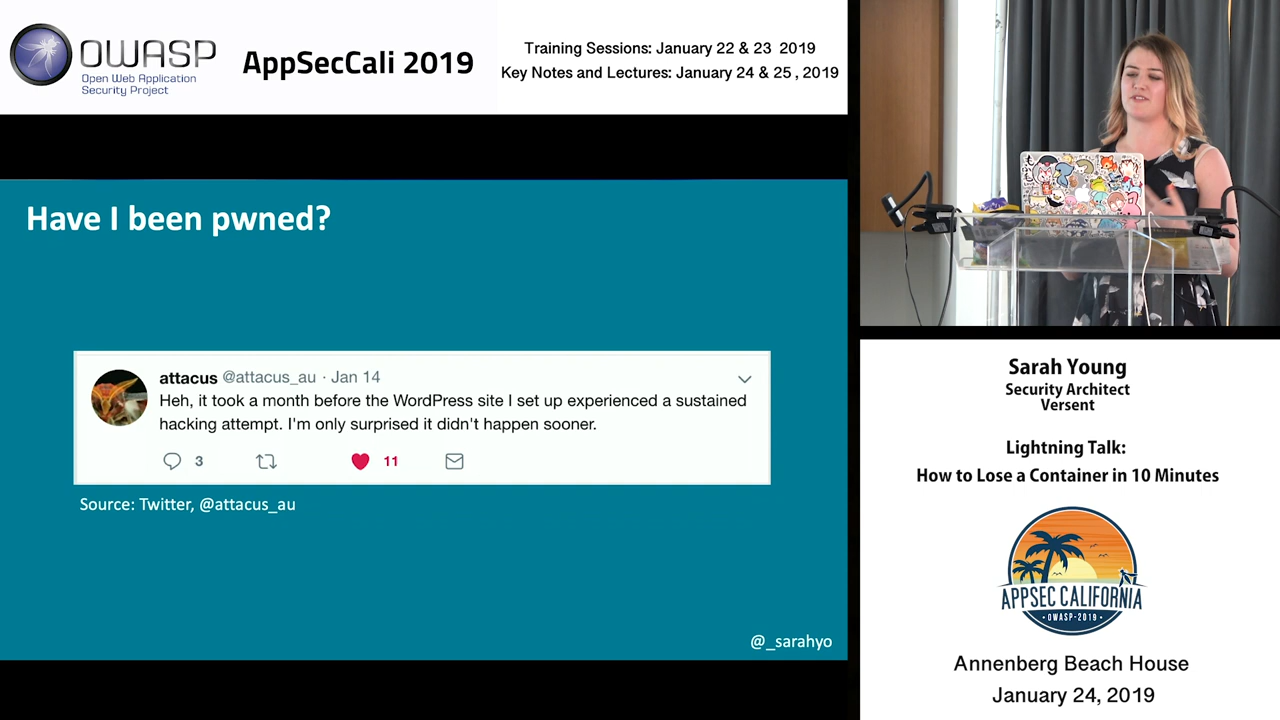 OWASP
Open Web Application
Security Project
AppSecCali 2019
Training Sessions: January 22 & 23 2019
Key Notes and Lectures: January 24 & 25 , 2019
Have I been pwned?
attacus @attacus_au · Jan 14
Heh, it took a month before the WordPress site I set up experienced a sustained
hacking attempt. I'm only surprised it didn't happen sooner.
3
11
Source: Twitter, @attacus_au
@_sarahyo
Sarah Young
Security Architect
Versent
Lightning Talk:
How to Lose a Container in 10 Minutes
APPSEC CALIFORNIA
·OWASP-2019·
Annenberg Beach House
January 24, 2019